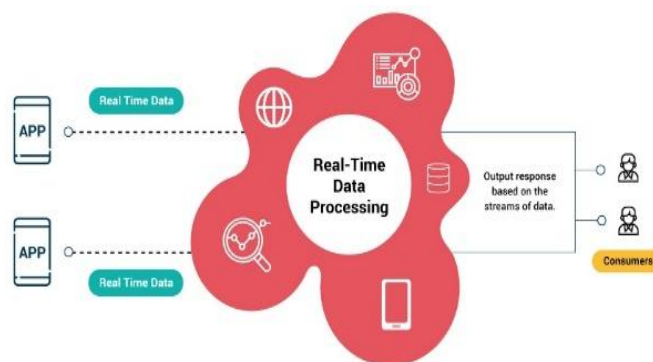 Real Time Data
APP
Real-Time
Data
Processing
Output response
based on the
streams of data.
APP
Real Time Data
Consumers